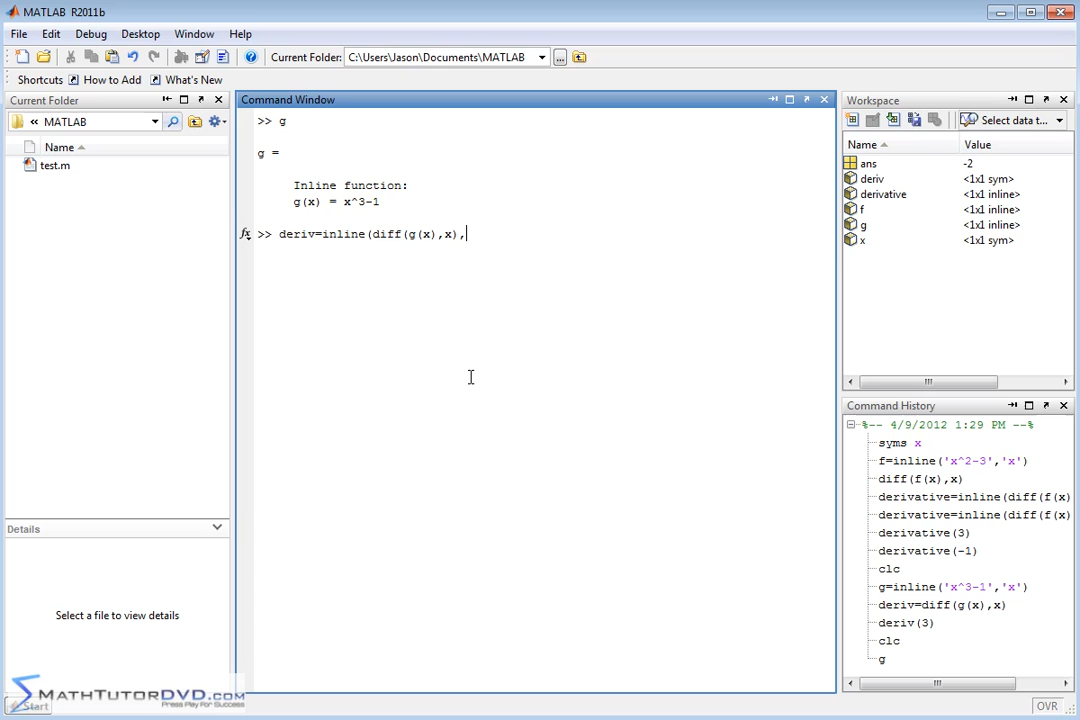 MATLAB R2011b
File Edit Debug Desktop Window Help
Current Folder: C:\Users\Jason\Documents\MATLAB ...
Shortcuts How to Add What's New
Current Folder
« MATLAB
Name
test.m
Details
Select a file to view details
MATHTUTORDVD.COM
Press Play For Success
Start
Command Window
>> g
g =
Inline function:
g(x) = x^3-1
fx >> deriv=inline(diff(g(x),x),
Workspace
Select data t...
Name Value
ans -2
deriv <1x1 sym>
derivative <1x1 inline>
f <1x1 inline>
g <1x1 inline>
x <1x1 sym>
Command History
%-- 4/9/2012 1:29 PM --%
syms x
f=inline('x^2-3','x')
diff(f(x),x)
derivative=inline(diff(f(x)
derivative=inline(diff(f(x)
derivative(3)
derivative(-1)
clc
g=inline('x^3-1','x')
deriv=diff(g(x),x)
deriv(3)
clc
g
OVR